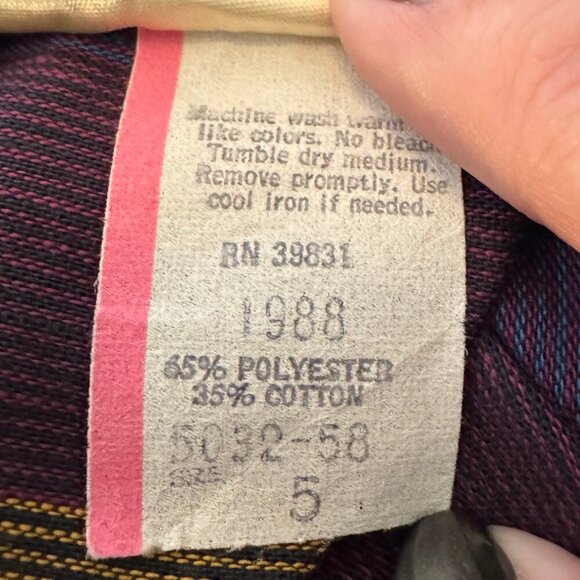 Machine wash warm
like colors. No bleach
Tumble dry medium.
Remove promptly. Use
cool iron if needed.
RN 39831
1988
65% POLYESTER
35% COTTON
5032-58
SIZE
5